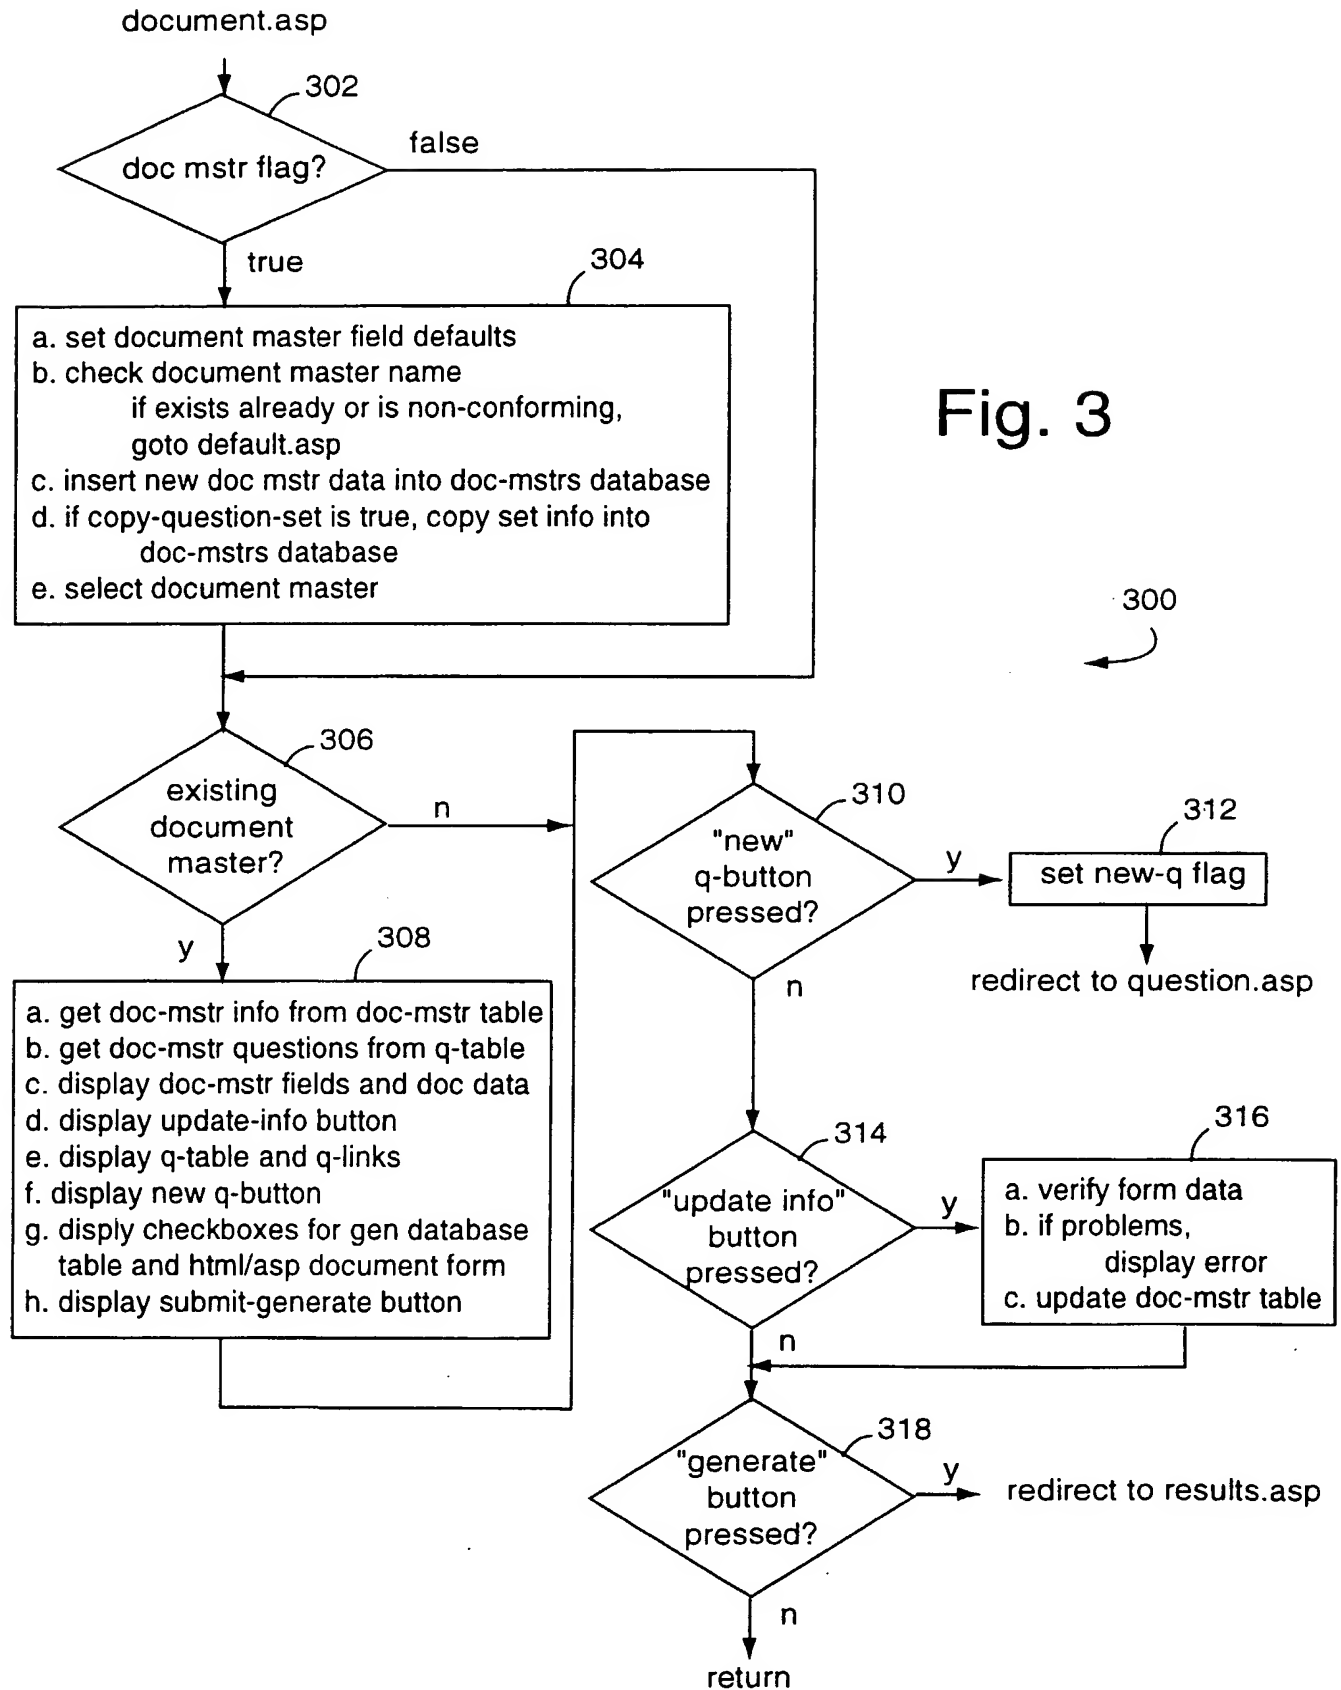 document.asp
302
doc mstr flag?
false
true
304
a. set document master field defaults
b. check document master name
if exists already or is non-conforming,
goto default.asp
c. insert new doc mstr data into doc-mstrs database
d. if copy-question-set is true, copy set info into
doc-mstrs database
e. select document master
Fig. 3
300
306
existing
document
master?
n
y
308
a. get doc-mstr info from doc-mstr table
b. get doc-mstr questions from q-table
c. display doc-mstr fields and doc data
d. display update-info button
e. display q-table and q-links
f. display new q-button
g. disply checkboxes for gen database
table and html/asp document form
h. display submit-generate button
310
"new"
q-button
pressed?
y
312
set new-q flag
redirect to question.asp
n
314
"update info"
button
pressed?
y
316
a. verify form data
b. if problems,
display error
c. update doc-mstr table
n
318
"generate"
button
pressed?
y
redirect to results.asp
n
return